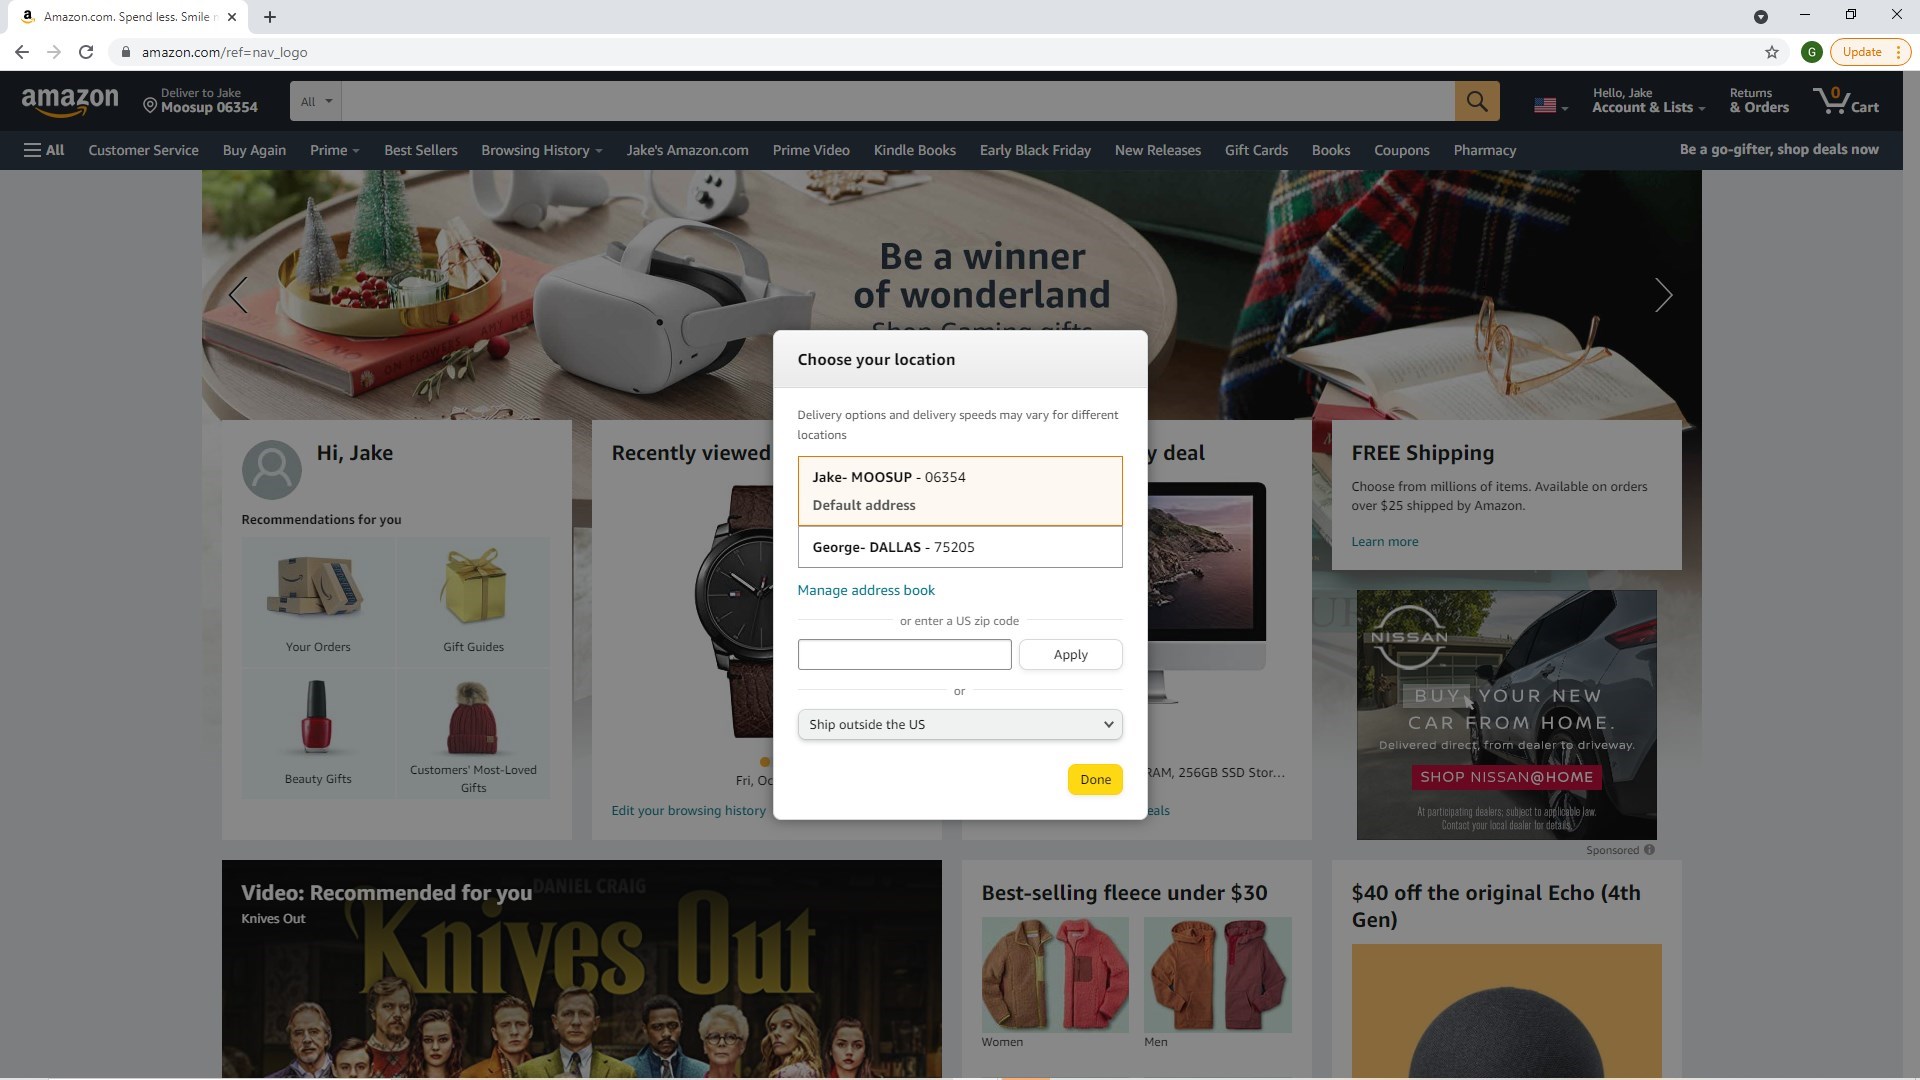 Amazon.com. Spend less. Smile
amazon.com/ref=nav_logo
G
Update
amazon
Deliver to Jake
Moosup 06354
All
Hello, Jake
Account & Lists
Returns
& Orders
0
Cart
All
Customer Service
Buy Again
Prime
Best Sellers
Browsing History
Jake's Amazon.com
Prime Video
Kindle Books
Early Black Friday
New Releases
Gift Cards
Books
Coupons
Pharmacy
Be a go-gifter, shop deals now
Be a winner
of wonderland
Shop Gaming gifts
Choose your location
Delivery options and delivery speeds may vary for different
locations
Jake- MOOSUP - 06354
Default address
George- DALLAS - 75205
Manage address book
or enter a US zip code
Apply
or
Ship outside the US
Done
Hi, Jake
Recommendations for you
Your Orders
Gift Guides
Beauty Gifts
Customers' Most-Loved
Gifts
Recently viewed
Fri, Oc
Edit your browsing history
y deal
RAM, 256GB SSD Stor...
eals
FREE Shipping
Choose from millions of items. Available on orders
over $25 shipped by Amazon.
Learn more
NISSAN
BUY YOUR NEW
CAR FROM HOME.
Delivered direct, from dealer to driveway.
SHOP NISSAN@HOME
At participating dealers; subject to applicable law.
Contact your local dealer for details.
Sponsored
Video: Recommended for you
Knives Out
DANIEL CRAIG
Knives Out
Best-selling fleece under $30
Women
Men
$40 off the original Echo (4th
Gen)